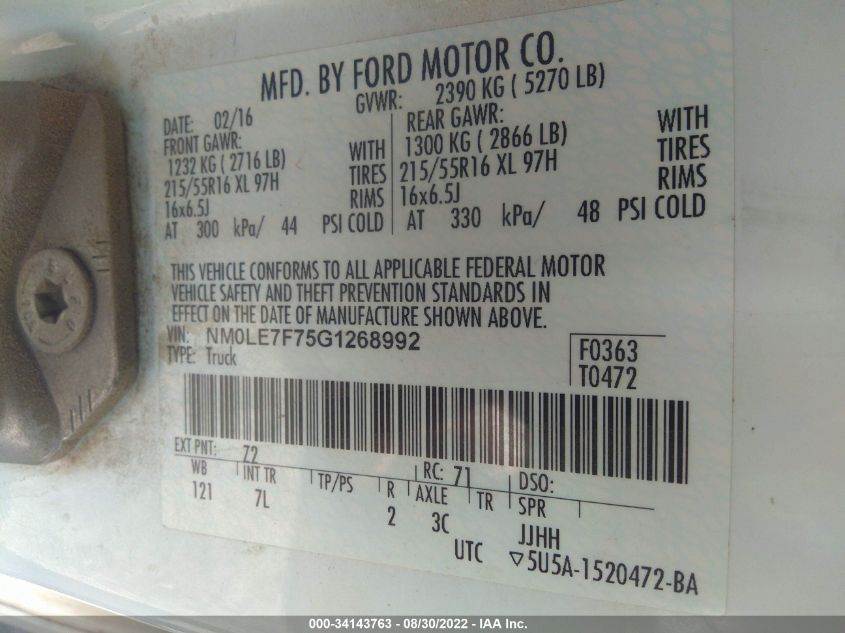 MFD. BY FORD MOTOR CO.
DATE: 02/16 GVWR: 2390 KG ( 5270 LB)
FRONT GAWR: REAR GAWR:
1232 KG ( 2716 LB) WITH 1300 KG ( 2866 LB) WITH
215/55R16 XL 97H TIRES 215/55R16 XL 97H TIRES
16x6.5J RIMS 16x6.5J RIMS
AT 300 kPa/ 44 PSI COLD AT 330 kPa/ 48 PSI COLD
THIS VEHICLE CONFORMS TO ALL APPLICABLE FEDERAL MOTOR
VEHICLE SAFETY AND THEFT PREVENTION STANDARDS IN
EFFECT ON THE DATE OF MANUFACTURE SHOWN ABOVE.
VIN: NM0LE7F75G1268992
TYPE: Truck
F0363
T0472
EXT PNT: Z2 RC: 71 DSO:
WB INT TR TP/PS R AXLE TR SPR
121 7L 2 3C JJHH
UTC ▽5U5A-1520472-BA
000-34143763 - 08/30/2022 - IAA Inc.